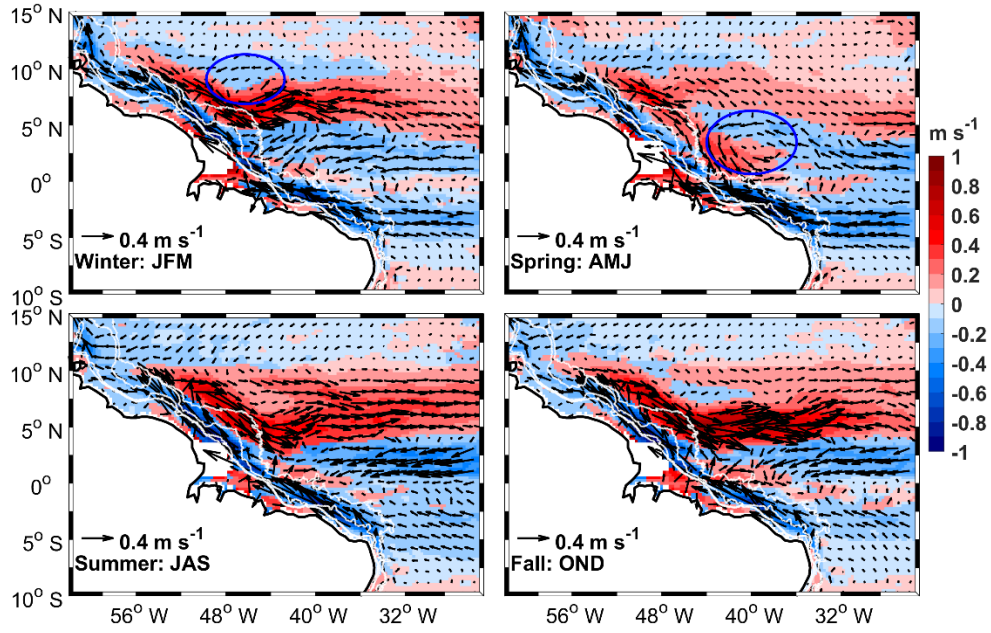 15° N
10° N
5° N
0°
5° S
10° S
0.4 m s⁻¹
Winter: JFM
0.4 m s⁻¹
Spring: AMJ
m s⁻¹
1
0.8
0.6
0.4
0.2
0
-0.2
-0.4
-0.6
-0.8
-1
15° N
10° N
5° N
0°
5° S
10° S
0.4 m s⁻¹
Summer: JAS
0.4 m s⁻¹
Fall: OND
56° W 48° W 40° W 32° W
56° W 48° W 40° W 32° W